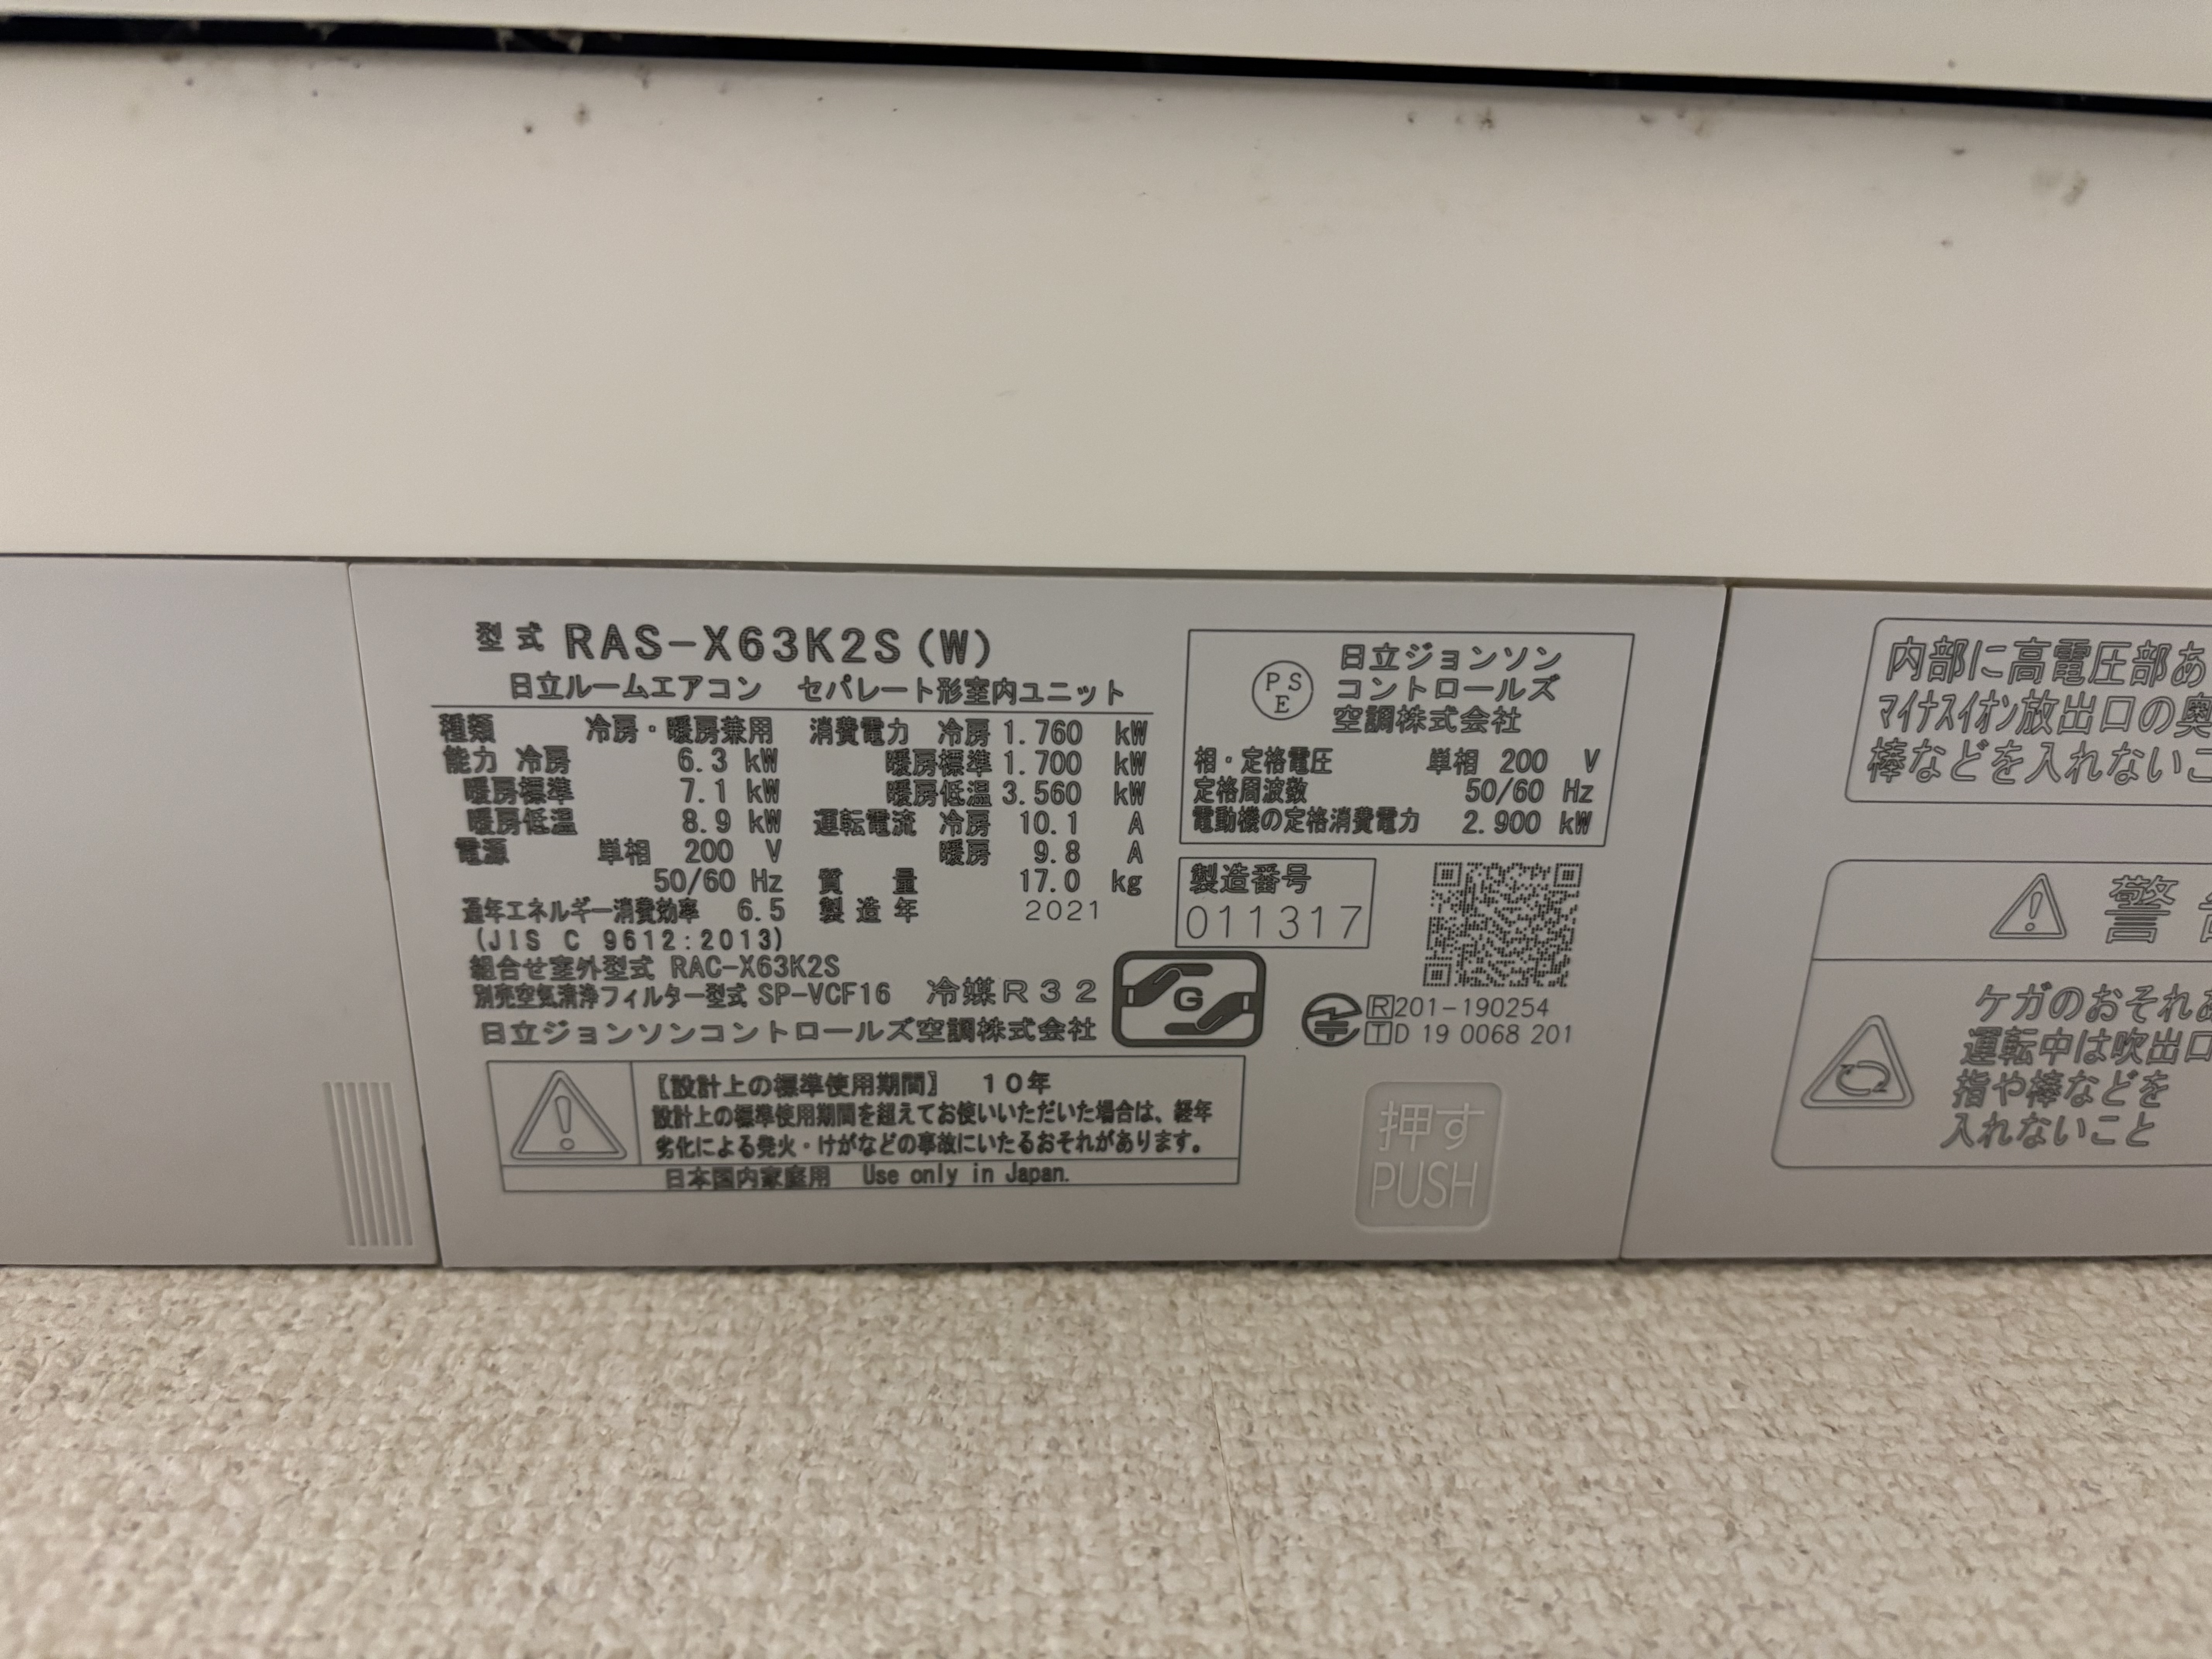 型式 RAS-X63K2S(W)
日立ルームエアコン セパレート形室内ユニット
種類 冷房・暖房兼用 消費電力 冷房 1.760 kW
能力 冷房 6.3 kW 暖房標準 1.700 kW
暖房標準 7.1 kW 暖房低温 3.560 kW
暖房低温 8.9 kW 運転電流 冷房 10.1 A
電源 単相 200 V 暖房 9.8 A
50/60 Hz 質量 17.0 kg
通年エネルギー消費効率 6.5 製造年 2021
(JIS C 9612:2013)
組合せ室外型式 RAC-X63K2S
別売空気清浄フィルター型式 SP-VCF16 冷媒R32
日立ジョンソンコントロールズ空調株式会社
G
【設計上の標準使用期間】 10年
設計上の標準使用期間を超えてお使いいただいた場合は、経年
劣化による発火・けがなどの事故にいたるおそれがあります。
日本国内家庭用 Use only in Japan.
PSE
日立ジョンソン
コントロールズ
空調株式会社
相・定格電圧 単相 200 V
定格周波数 50/60 Hz
電動機の定格消費電力 2.900 kW
製造番号
011317
R 201-190254
T D 19 0068 201
押す
PUSH
内部に高電圧部あ
マイナスイオン放出口の奥
棒などを入れないこ
警
ケガのおそれあ
運転中は吹出口
指や棒などを
入れないこと